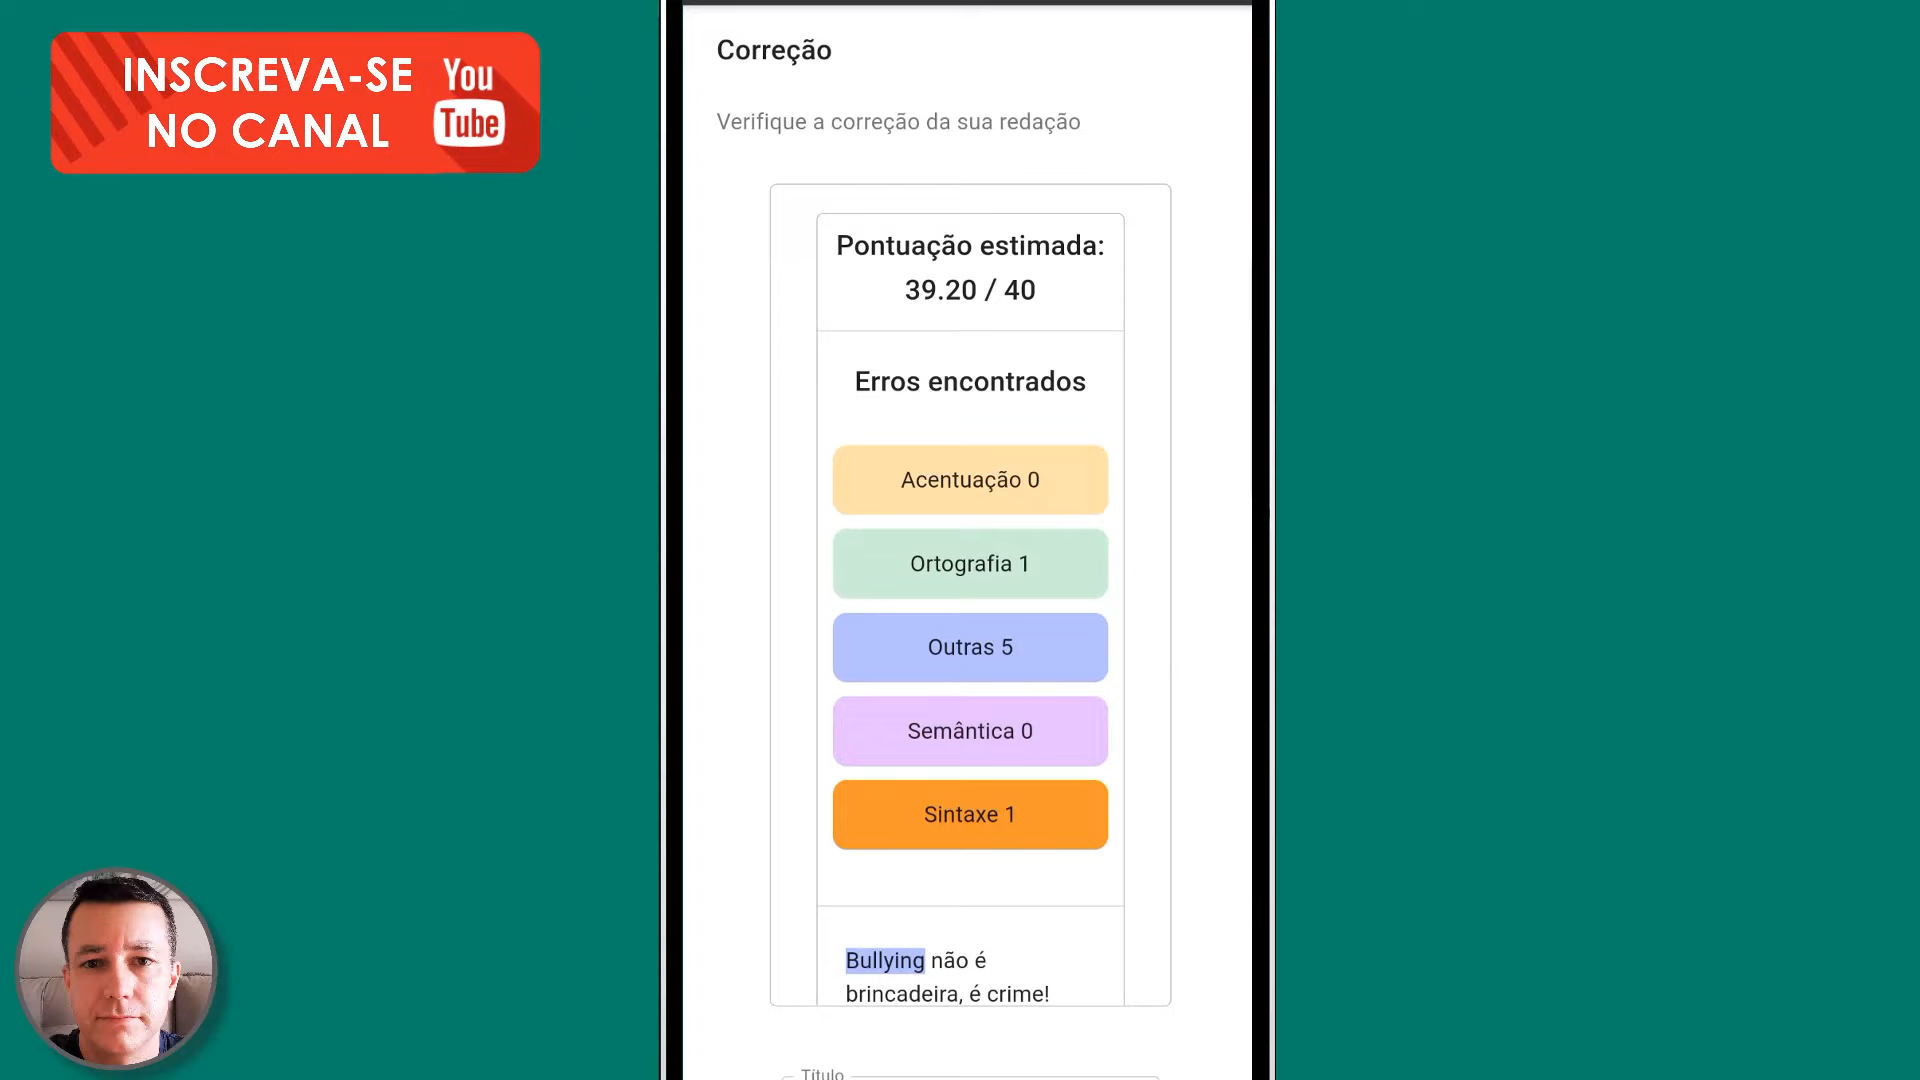 INSCREVA-SE
NO CANAL
You
Tube
Correção
Verifique a correção da sua redação
Pontuação estimada:
39.20 / 40
Erros encontrados
Acentuação 0
Ortografia 1
Outras 5
Semântica 0
Sintaxe 1
Bullying não é
brincadeira, é crime!
Título